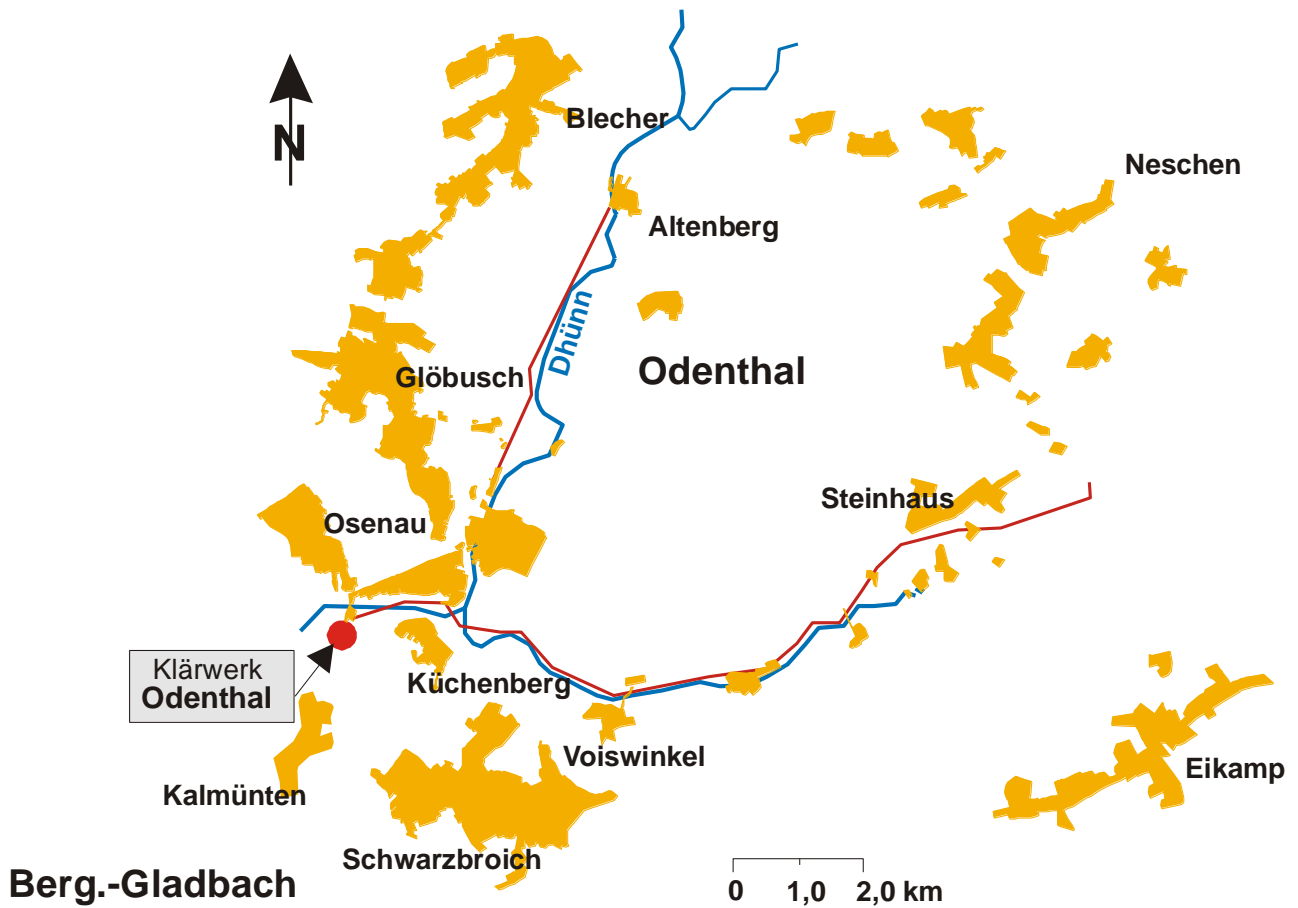 N
Blecher
Neschen
Altenberg
Dhünn
Odenthal
Glöbusch
Steinhaus
Osenau
Klärwerk
Odenthal
Küchenberg
Voiswinkel
Eikamp
Kalmünten
Schwarzbroich
Berg.-Gladbach
0 1,0 2,0 km